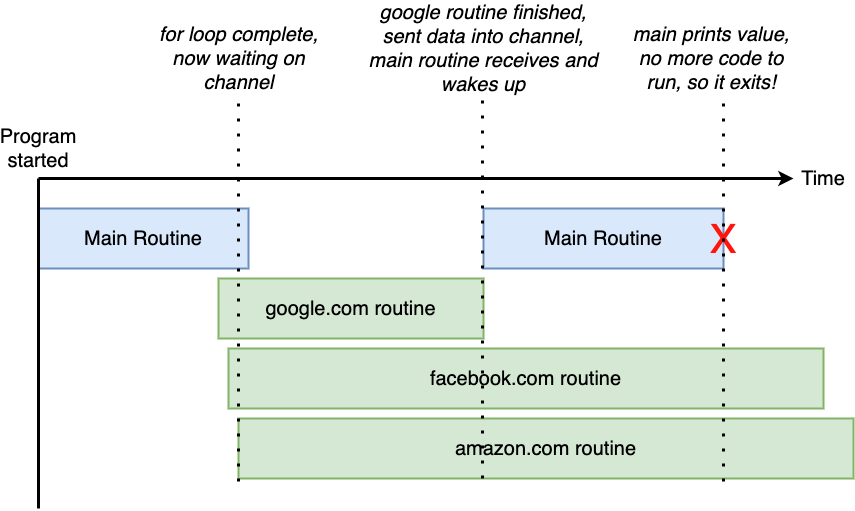 for loop complete,
now waiting on
channel
google routine finished,
sent data into channel,
main routine receives and
wakes up
main prints value,
no more code to
run, so it exits!
Program
started
Time
Main Routine
Main Routine
X
google.com routine
facebook.com routine
amazon.com routine